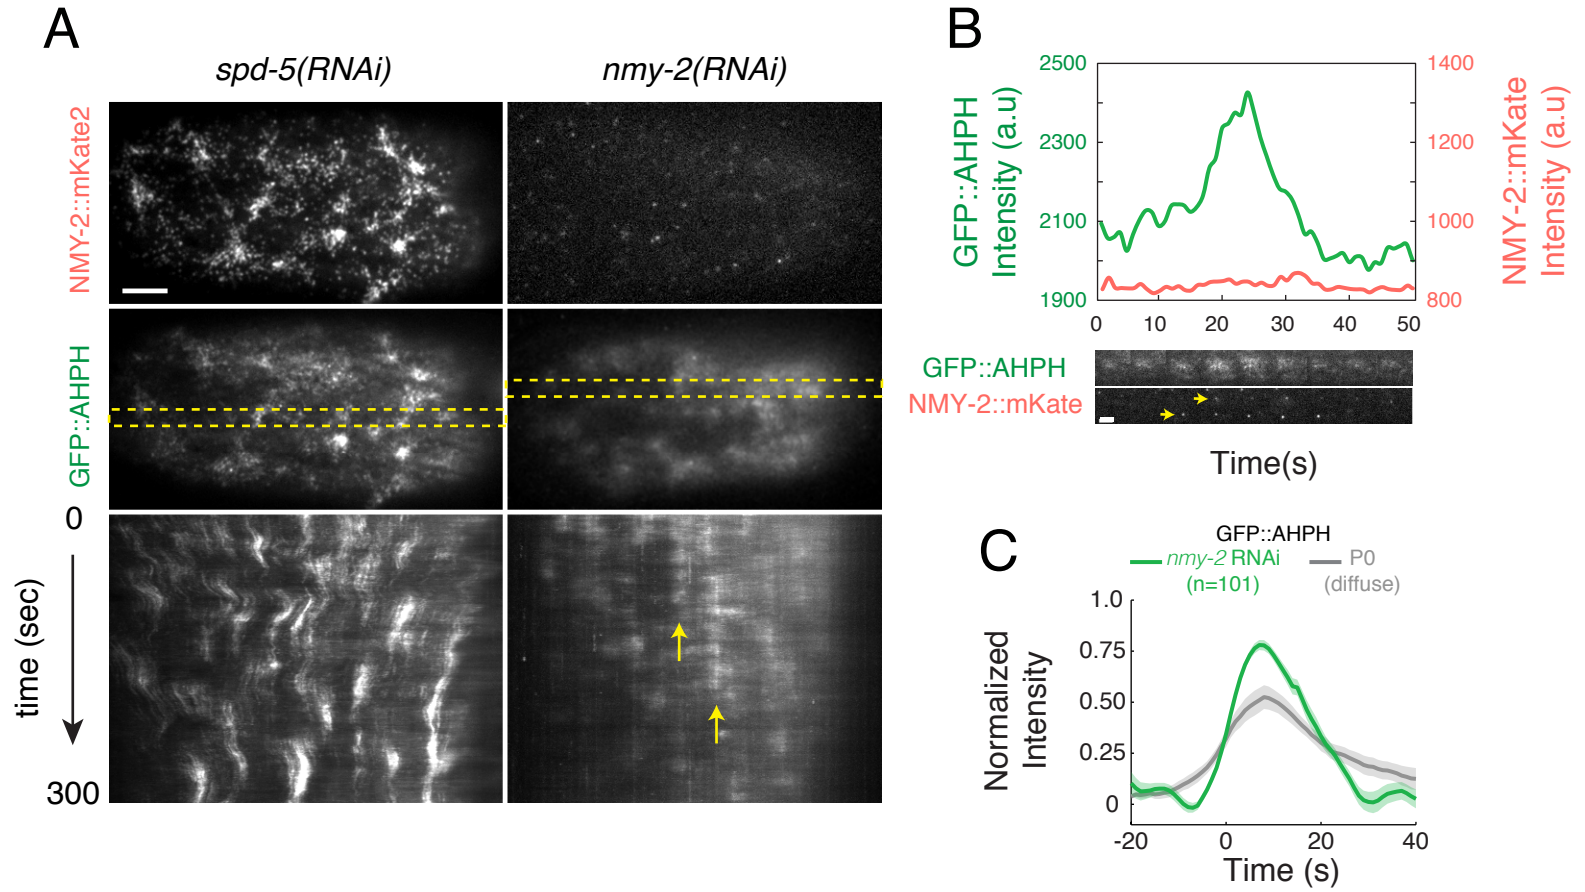 A
spd-5(RNAi)
nmy-2(RNAi)
NMY-2::mKate2
GFP::AHPH
0
time (sec)
300
B
GFP::AHPH
Intensity (a.u)
2500
2300
2100
1900
1400
1200
1000
800
NMY-2::mKate
Intensity (a.u
0 10 20 30 40 50
GFP::AHPH
NMY-2::mKate
Time(s)
C
GFP::AHPH
nmy-2 RNAi
(n=101)
P0
(diffuse)
Normalized
Intensity
1.0
0.75
0.50
0.25
0
-20 0 20 40
Time (s)